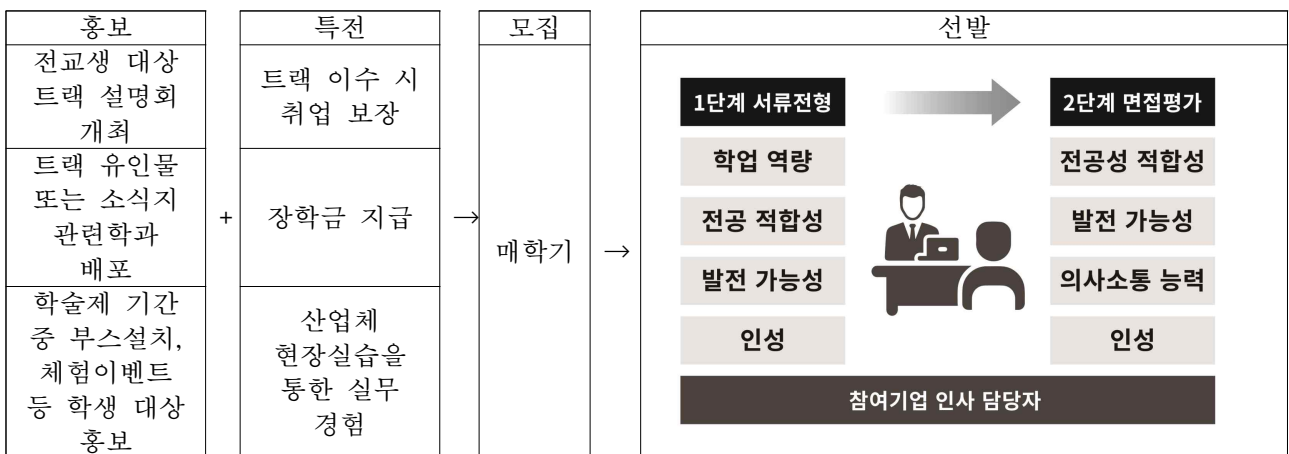 홍보
전교생 대상
트랙 설명회
개최
트랙 유인물
또는 소식지
관련학과
배포
학술제 기간
중 부스설치,
체험이벤트
등 학생 대상
홍보
+
특전
트랙 이수 시
취업 보장
장학금 지급
산업체
현장실습을
통한 실무
경험
→
모집
매학기
→
선발
1단계 서류전형
학업 역량
전공 적합성
발전 가능성
인성
2단계 면접평가
전공성 적합성
발전 가능성
의사소통 능력
인성
참여기업 인사 담당자